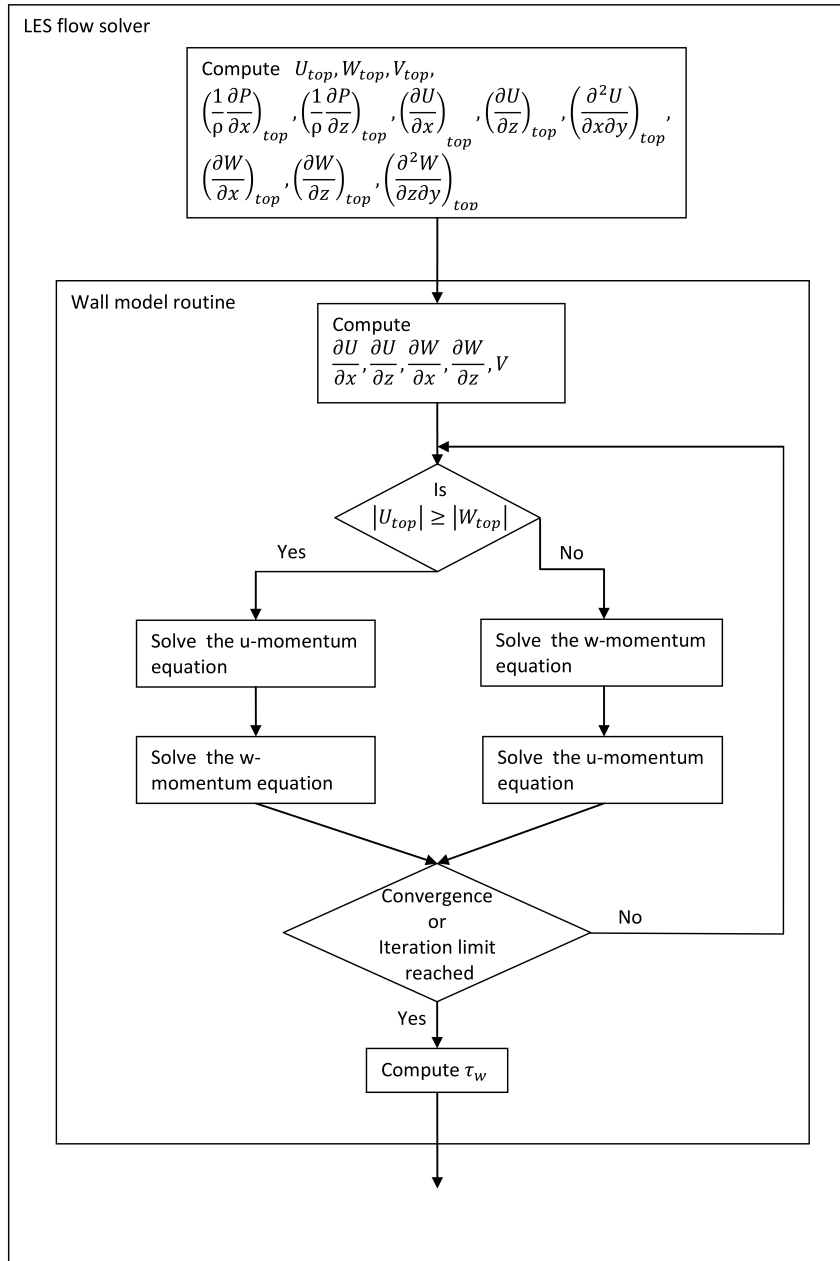 LES flow solver
Compute U_top, W_top, V_top,
(1/ρ ∂P/∂x)_top, (1/ρ ∂P/∂z)_top, (∂U/∂x)_top, (∂U/∂z)_top, (∂²U/∂x∂y)_top,
(∂W/∂x)_top, (∂W/∂z)_top, (∂²W/∂z∂y)_top
Wall model routine
Compute
∂U/∂x, ∂U/∂z, ∂W/∂x, ∂W/∂z, V
Is
|U_top| ≥ |W_top|
Yes
No
Solve the u-momentum
equation
Solve the w-momentum
equation
Solve the w-
momentum equation
Solve the u-momentum
equation
Convergence
or
Iteration limit
reached
No
Yes
Compute τ_w